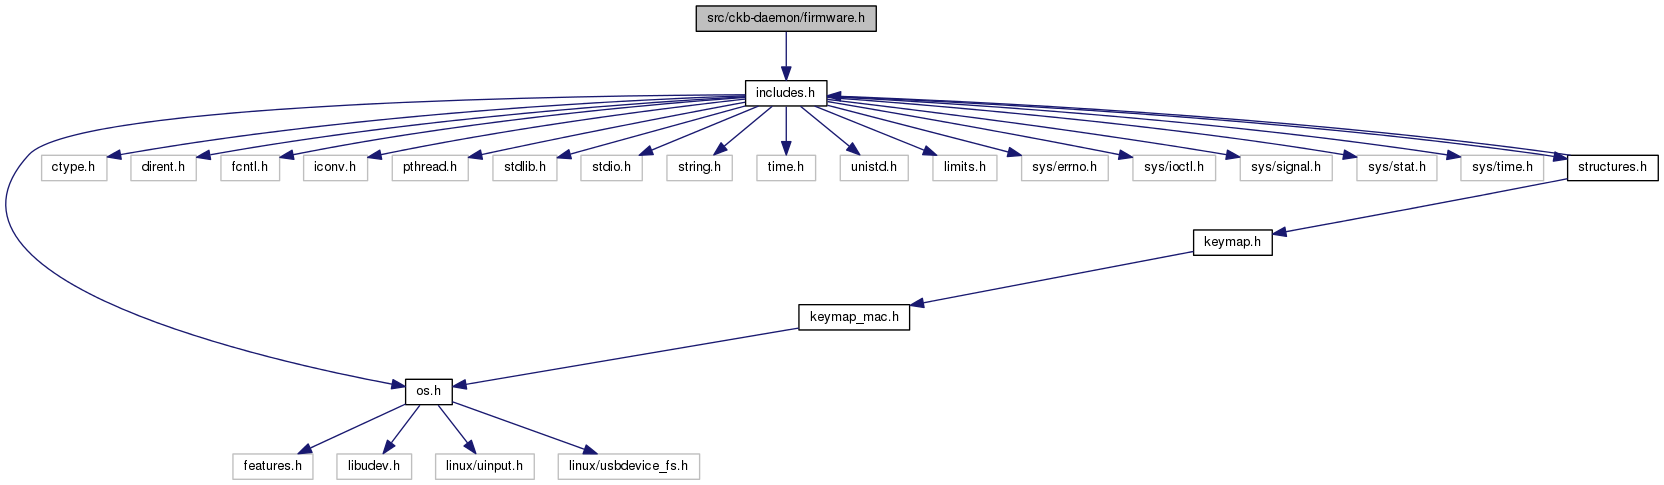 src/ckb-daemon/firmware.h
includes.h
ctype.h
dirent.h
fcntl.h
iconv.h
pthread.h
stdlib.h
stdio.h
string.h
time.h
unistd.h
limits.h
sys/errno.h
sys/ioctl.h
sys/signal.h
sys/stat.h
sys/time.h
structures.h
keymap.h
keymap_mac.h
os.h
features.h
libudev.h
linux/uinput.h
linux/usbdevice_fs.h